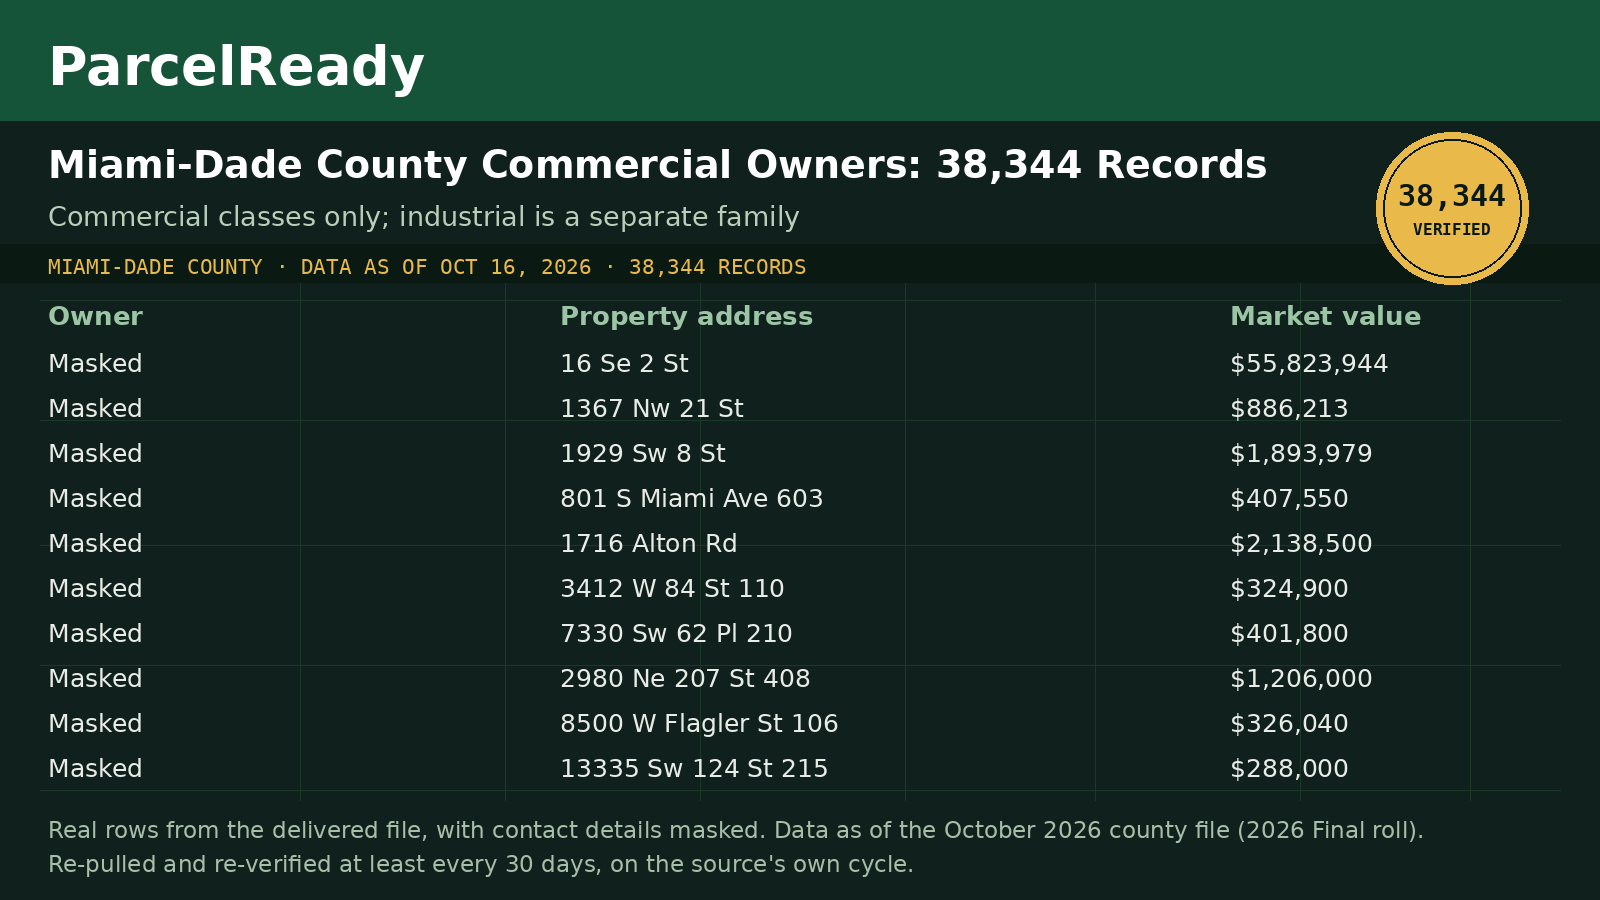 ParcelReady
Miami-Dade County Commercial Owners: 38,344 Records
Commercial classes only; industrial is a separate family
38,344
VERIFIED
MIAMI-DADE COUNTY · DATA AS OF OCT 16, 2026 · 38,344 RECORDS
Owner Property address Market value
Masked 16 Se 2 St $55,823,944
Masked 1367 Nw 21 St $886,213
Masked 1929 Sw 8 St $1,893,979
Masked 801 S Miami Ave 603 $407,550
Masked 1716 Alton Rd $2,138,500
Masked 3412 W 84 St 110 $324,900
Masked 7330 Sw 62 Pl 210 $401,800
Masked 2980 Ne 207 St 408 $1,206,000
Masked 8500 W Flagler St 106 $326,040
Masked 13335 Sw 124 St 215 $288,000
Real rows from the delivered file, with contact details masked. Data as of the October 2026 county file (2026 Final roll).
Re-pulled and re-verified at least every 30 days, on the source's own cycle.